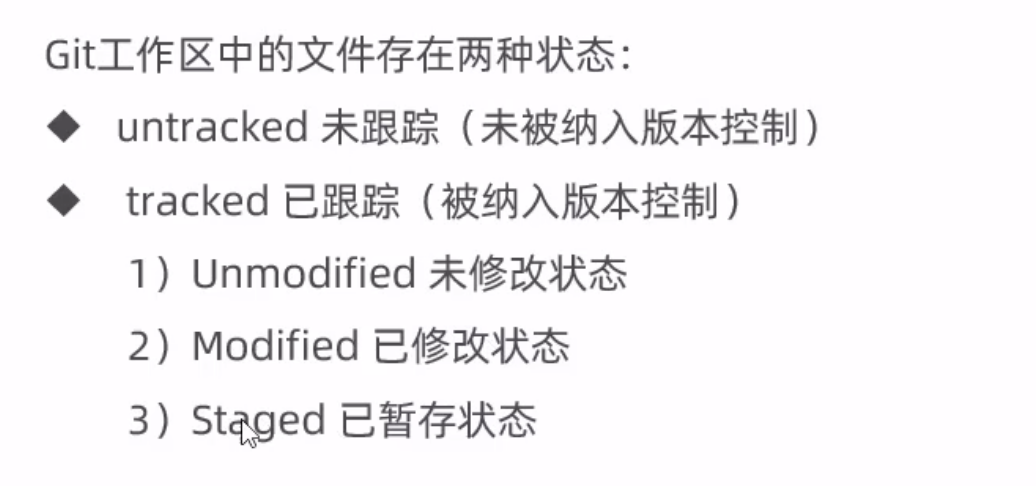 Git工作区中的文件存在两种状态：
◆ untracked 未跟踪（未被纳入版本控制）
◆ tracked 已跟踪（被纳入版本控制）
1）Unmodified 未修改状态
2）Modified 已修改状态
3）Staged 已暂存状态